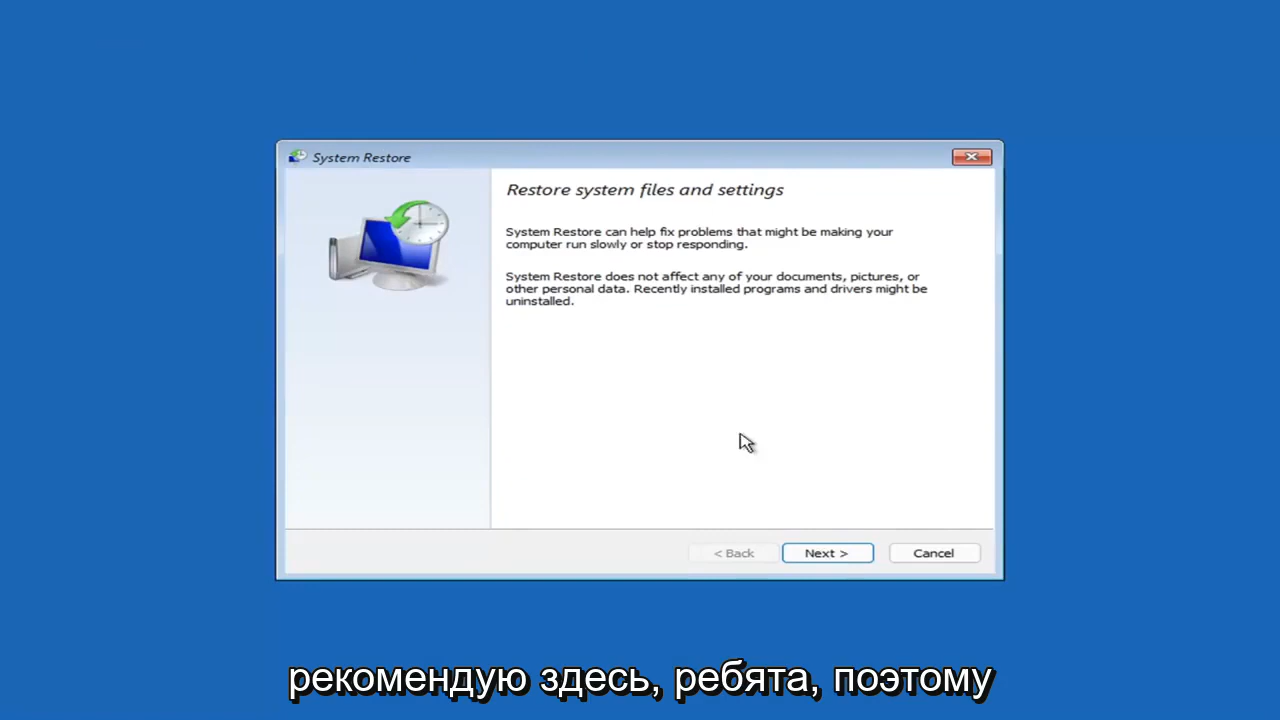 System Restore
Restore system files and settings
System Restore can help fix problems that might be making your
computer run slowly or stop responding.
System Restore does not affect any of your documents, pictures, or
other personal data. Recently installed programs and drivers might be
uninstalled.
< Back
Next >
Cancel
рекомендую здесь, ребята, поэтому